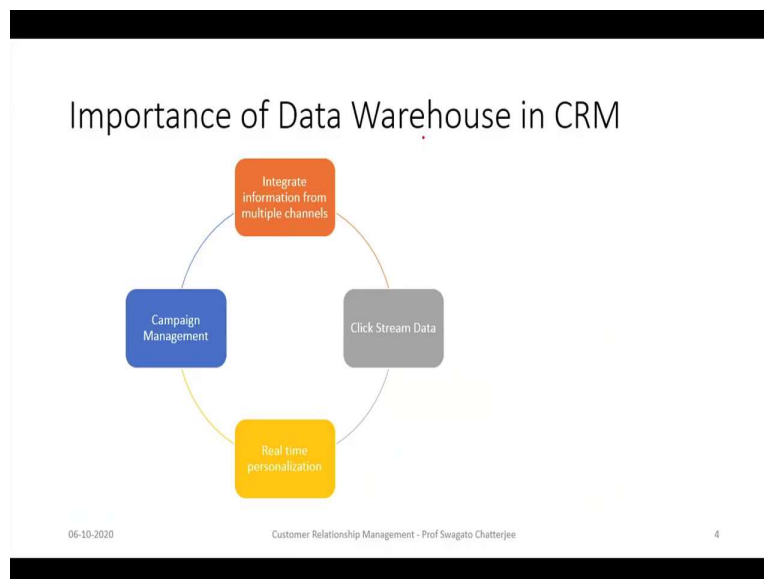 Importance of Data Warehouse in CRM
Integrate
information from
multiple channels
Campaign
Management
Click Stream Data
Real time
personalization
06-10-2020
Customer Relationship Management - Prof Swagato Chatterjee
4